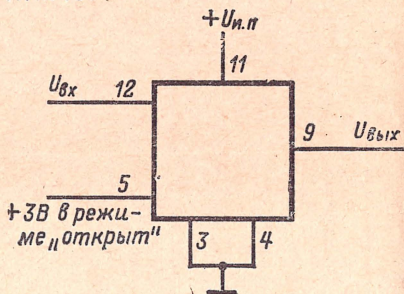 +Uи.п
11
Uвх 12
9 Uвых
5
+3В в режи-
ме „открыт"
3 4